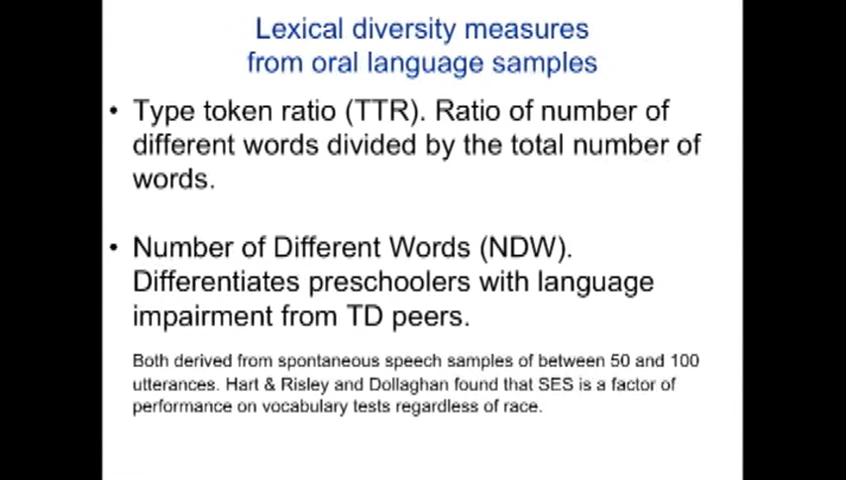 Lexical diversity measures
from oral language samples
• Type token ratio (TTR). Ratio of number of
different words divided by the total number of
words.
• Number of Different Words (NDW).
Differentiates preschoolers with language
impairment from TD peers.
Both derived from spontaneous speech samples of between 50 and 100
utterances. Hart & Risley and Dollaghan found that SES is a factor of
performance on vocabulary tests regardless of race.